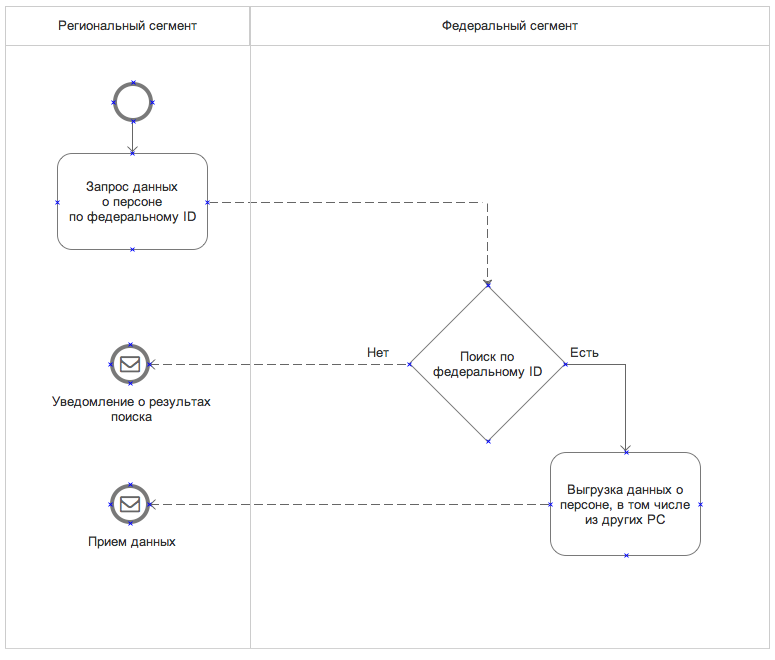 Региональный сегмент
Федеральный сегмент
Запрос данных
о персоне
по федеральному ID
Нет
Поиск по
федеральному ID
Есть
Уведомление о результатах
поиска
Выгрузка данных о
персоне, в том числе
из других РС
Прием данных